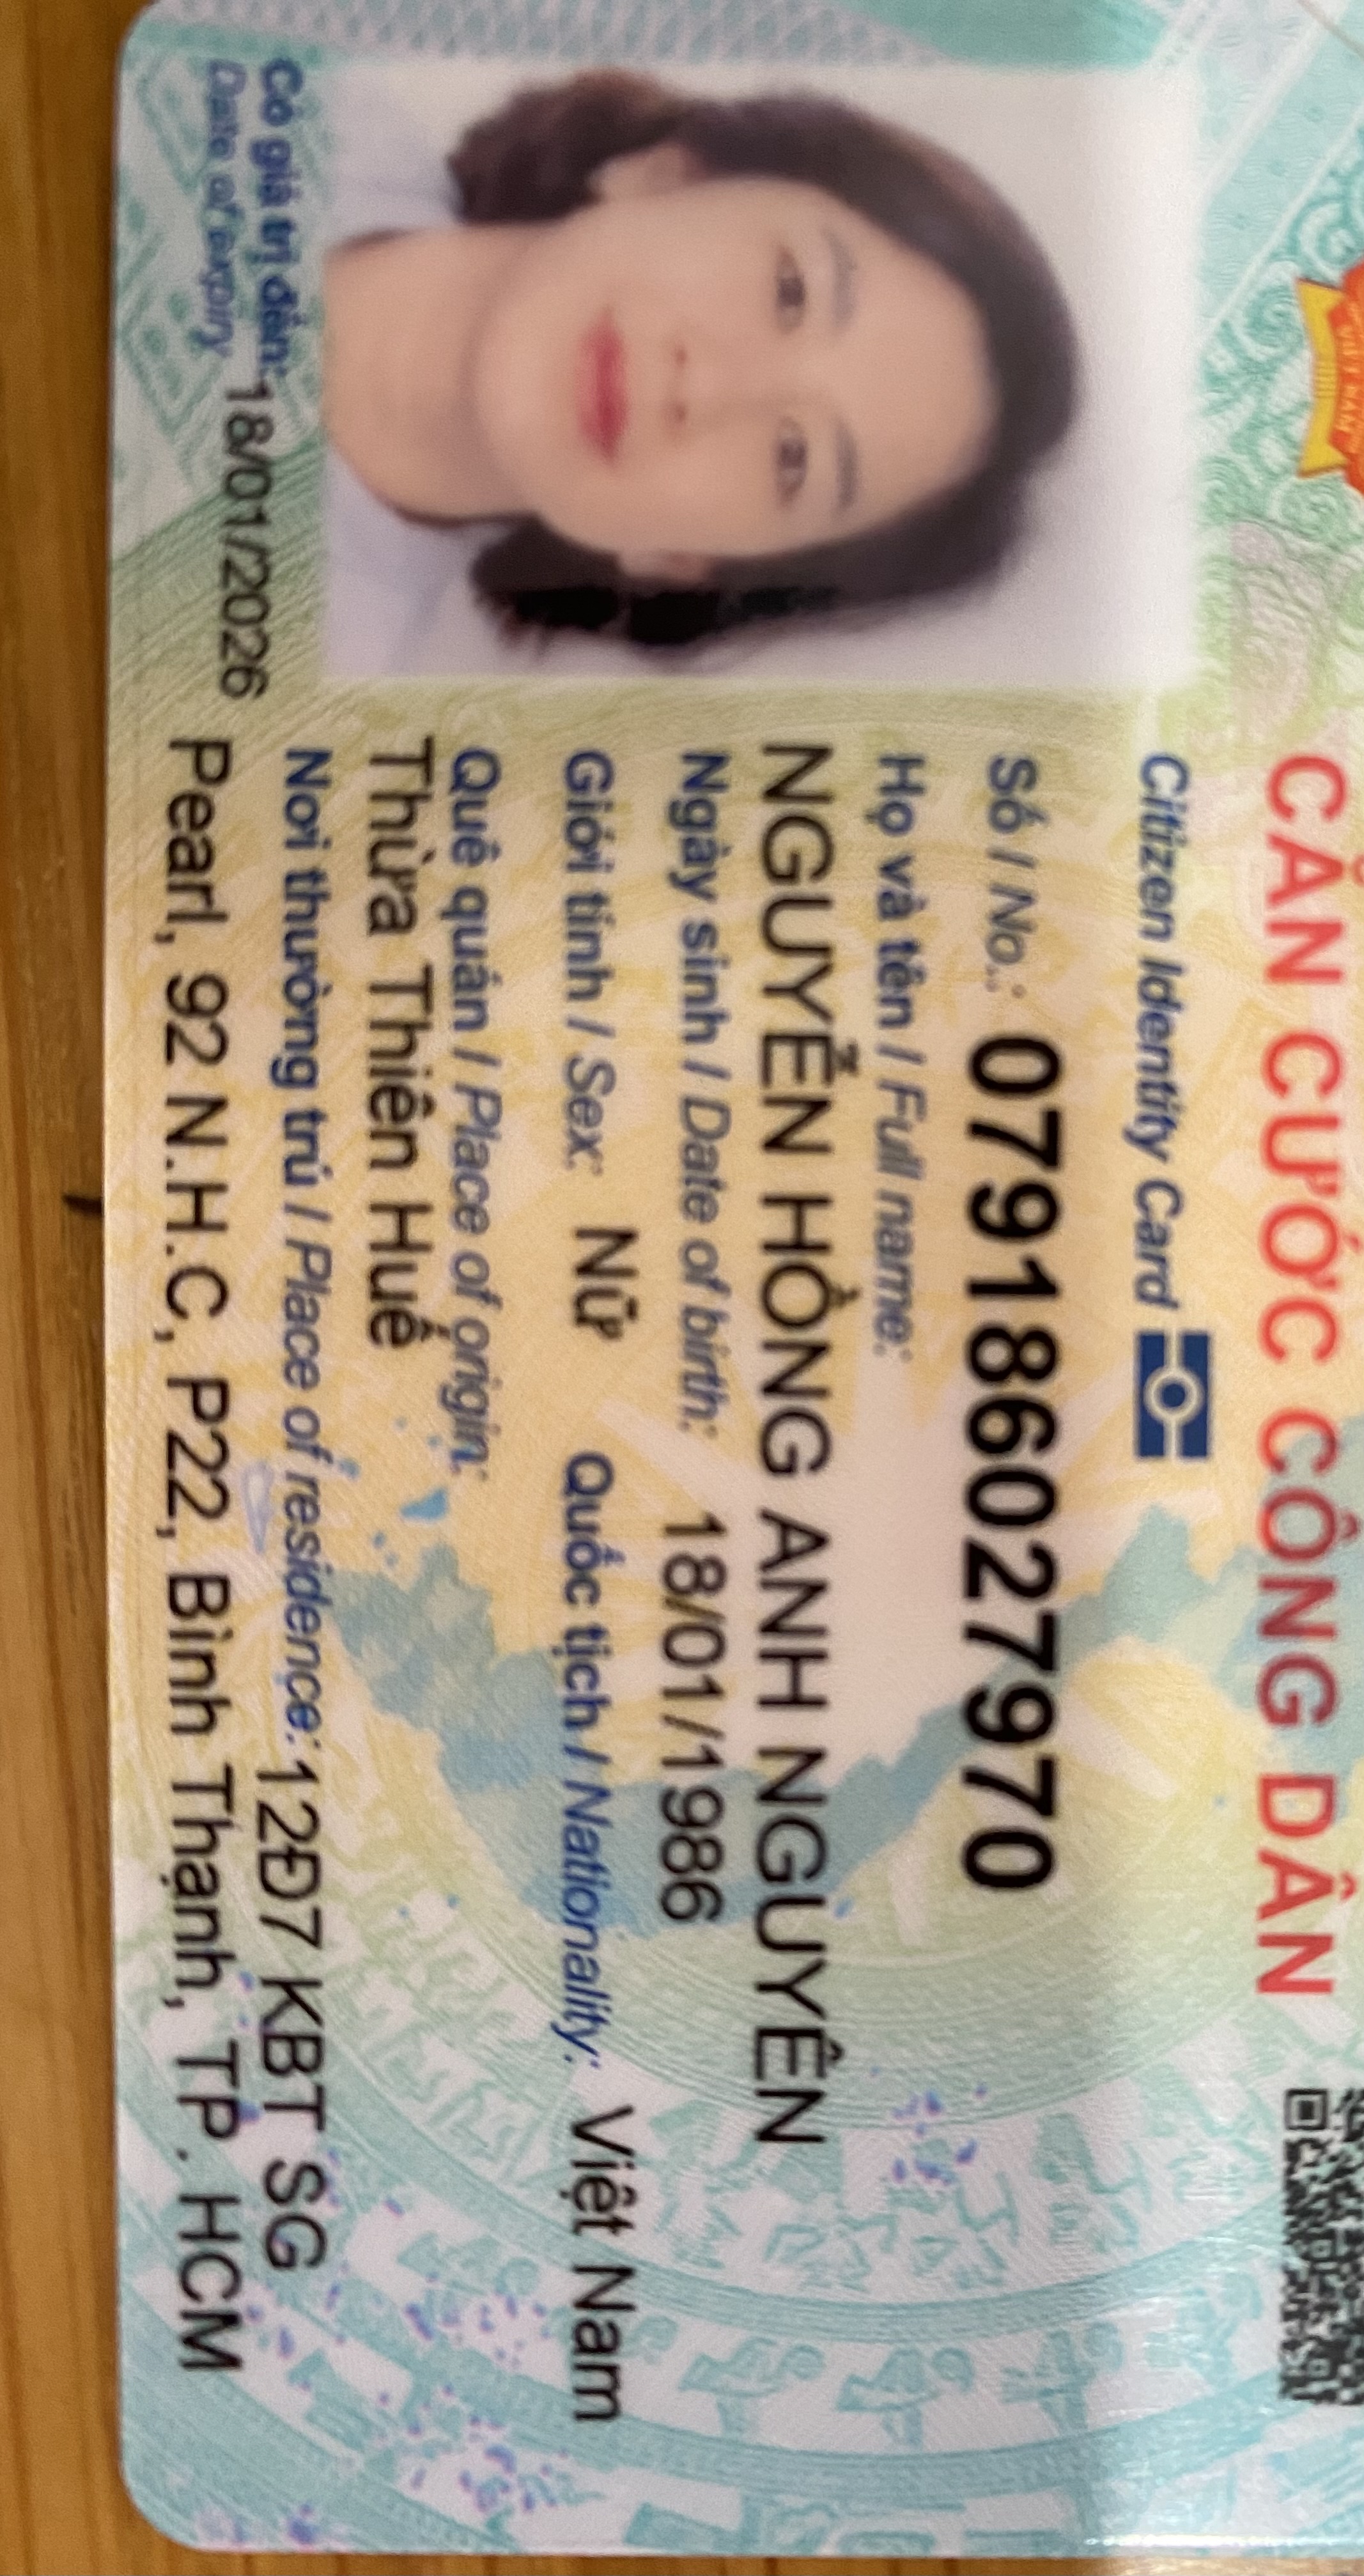 CĂN CƯỚC CÔNG DÂN
Citizen Identity Card
Số / No.: 079186027970
Họ và tên / Full name:
NGUYỄN HỒNG ANH NGUYÊN
Ngày sinh / Date of birth: 18/01/1986
Giới tính / Sex: Nữ Quốc tịch / Nationality: Việt Nam
Quê quán / Place of origin:
Thừa Thiên Huế
Nơi thường trú / Place of residence: 12Đ7 KBT SG
Pearl, 92 N.H.C, P22, Bình Thạnh, TP. HCM
Có giá trị đến: 18/01/2026
Date of expiry
VIỆT NAM